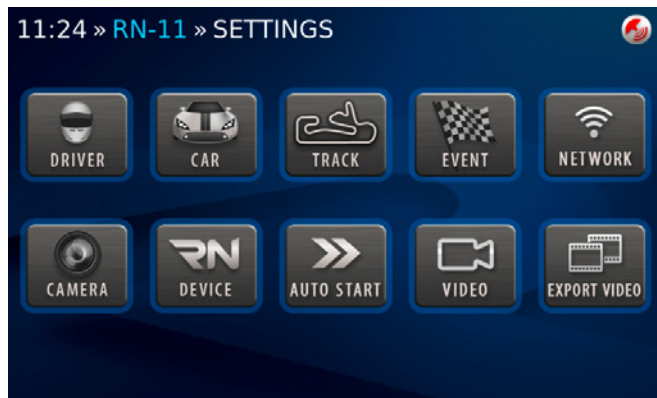 11:24 » RN-11 » SETTINGS
DRIVER CAR TRACK EVENT NETWORK
RN
CAMERA DEVICE AUTO START VIDEO EXPORT VIDEO